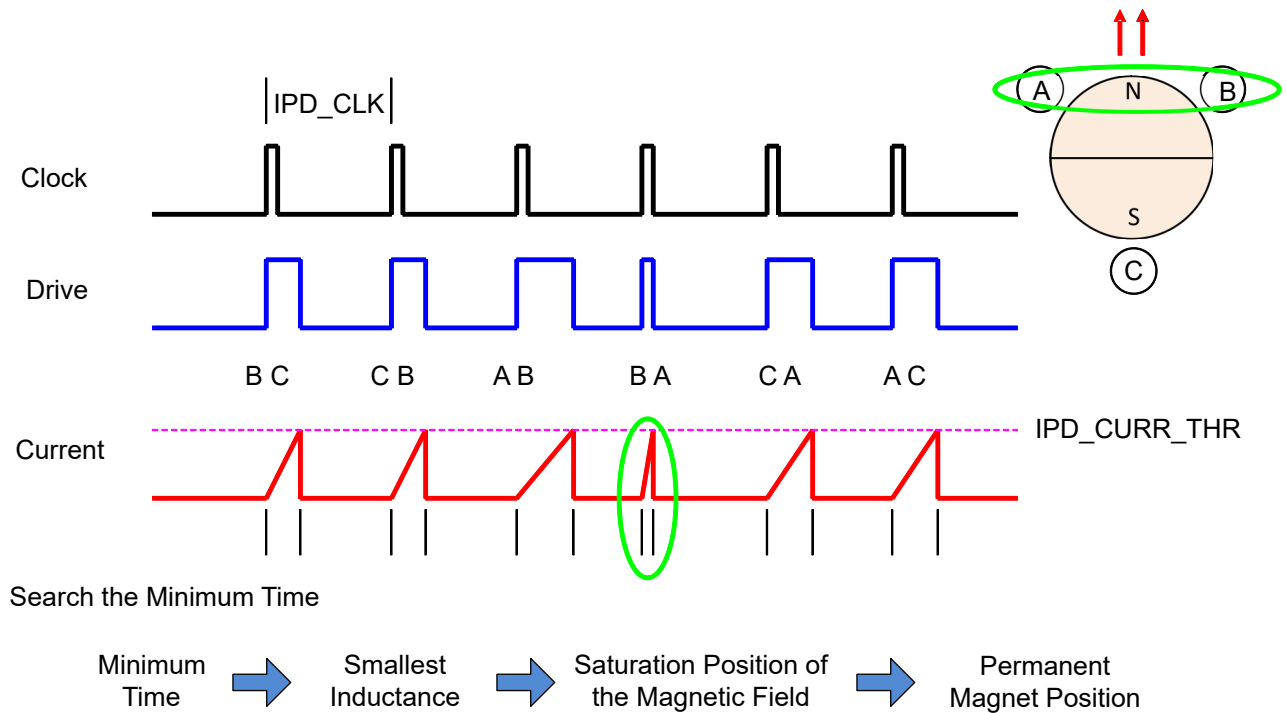 IPD_CLK
A
N
B
Clock
S
C
Drive
B C
C B
A B
B A
C A
A C
IPD_CURR_THR
Current
Search the Minimum Time
Minimum
Time
Smallest
Inductance
Saturation Position of
the Magnetic Field
Permanent
Magnet Position